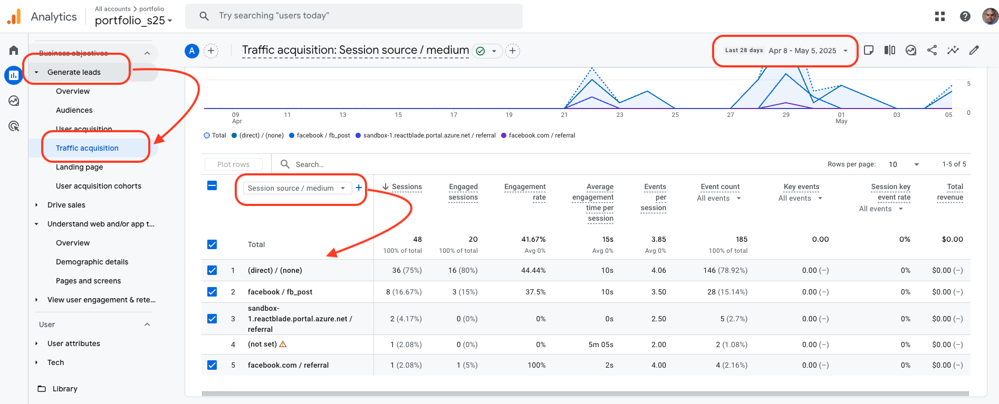 Analytics
All accounts > portfolio
portfolio_s25
Try searching "users today"
Business objectives
Generate leads
Overview
Audiences
User acquisition
Traffic acquisition
Landing page
User acquisition cohorts
Drive sales
Understand web and/or app t...
Overview
Demographic details
Pages and screens
View user engagement & rete...
User
User attributes
Tech
Library
A
Traffic acquisition: Session source / medium
Last 28 days Apr 8 - May 5, 2025
5
0
09 11 13 15 17 19 21 23 25 27 29 01 03 05
Apr May
Total (direct) / (none) facebook / fb_post sandbox-1.reactblade.portal.azure.net / referral facebook.com / referral
Plot rows Search... Rows per page: 10 1-5 of 5
Session source / medium +
Sessions
Engaged
sessions
Engagement
rate
Average
engagement
time per
session
Events
per
session
Event count
All events
Key events
All events
Session key
event rate
All events
Total
revenue
Total 48 20 41.67% 15s 3.85 185 0.00 0% $0.00
100% of total 100% of total Avg 0% Avg 0% Avg 0% 100% of total
1 (direct) / (none) 36 (75%) 16 (80%) 44.44% 10s 4.06 146 (78.92%) 0.00 (–) 0% $0.00 (–)
2 facebook / fb_post 8 (16.67%) 3 (15%) 37.5% 10s 3.50 28 (15.14%) 0.00 (–) 0% $0.00 (–)
sandbox-
3 1.reactblade.portal.azure.net / 2 (4.17%) 0 (0%) 0% 0s 2.50 5 (2.7%) 0.00 (–) 0% $0.00 (–)
referral
4 (not set) 1 (2.08%) 0 (0%) 0% 5m 05s 2.00 2 (1.08%) 0.00 (–) 0% $0.00 (–)
5 facebook.com / referral 1 (2.08%) 1 (5%) 100% 2s 4.00 4 (2.16%) 0.00 (–) 0% $0.00 (–)